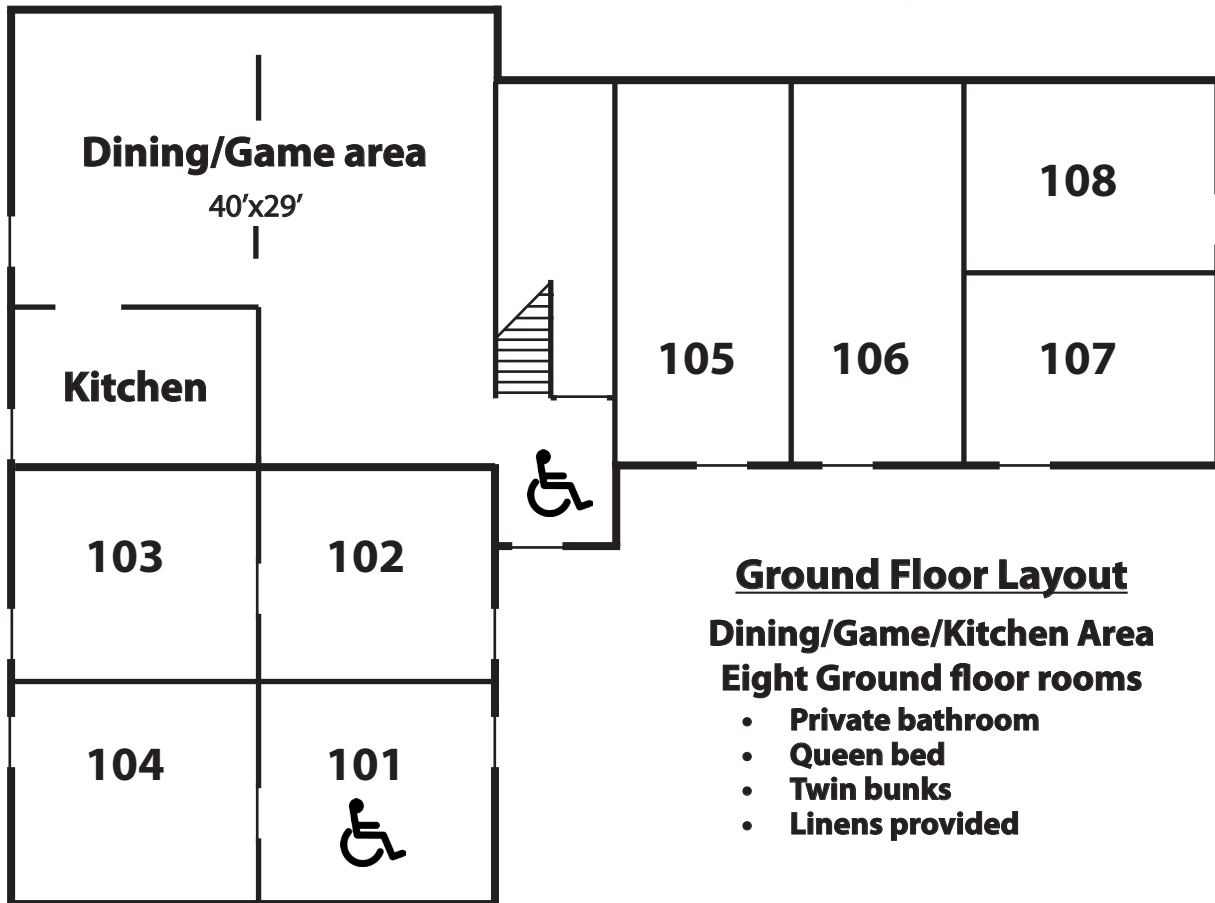 Dining/Game area
40’x29’
108
105
106
107
Kitchen
103
102
104
101
Ground Floor Layout
Dining/Game/Kitchen Area
Eight Ground floor rooms
• Private bathroom
• Queen bed
• Twin bunks
• Linens provided